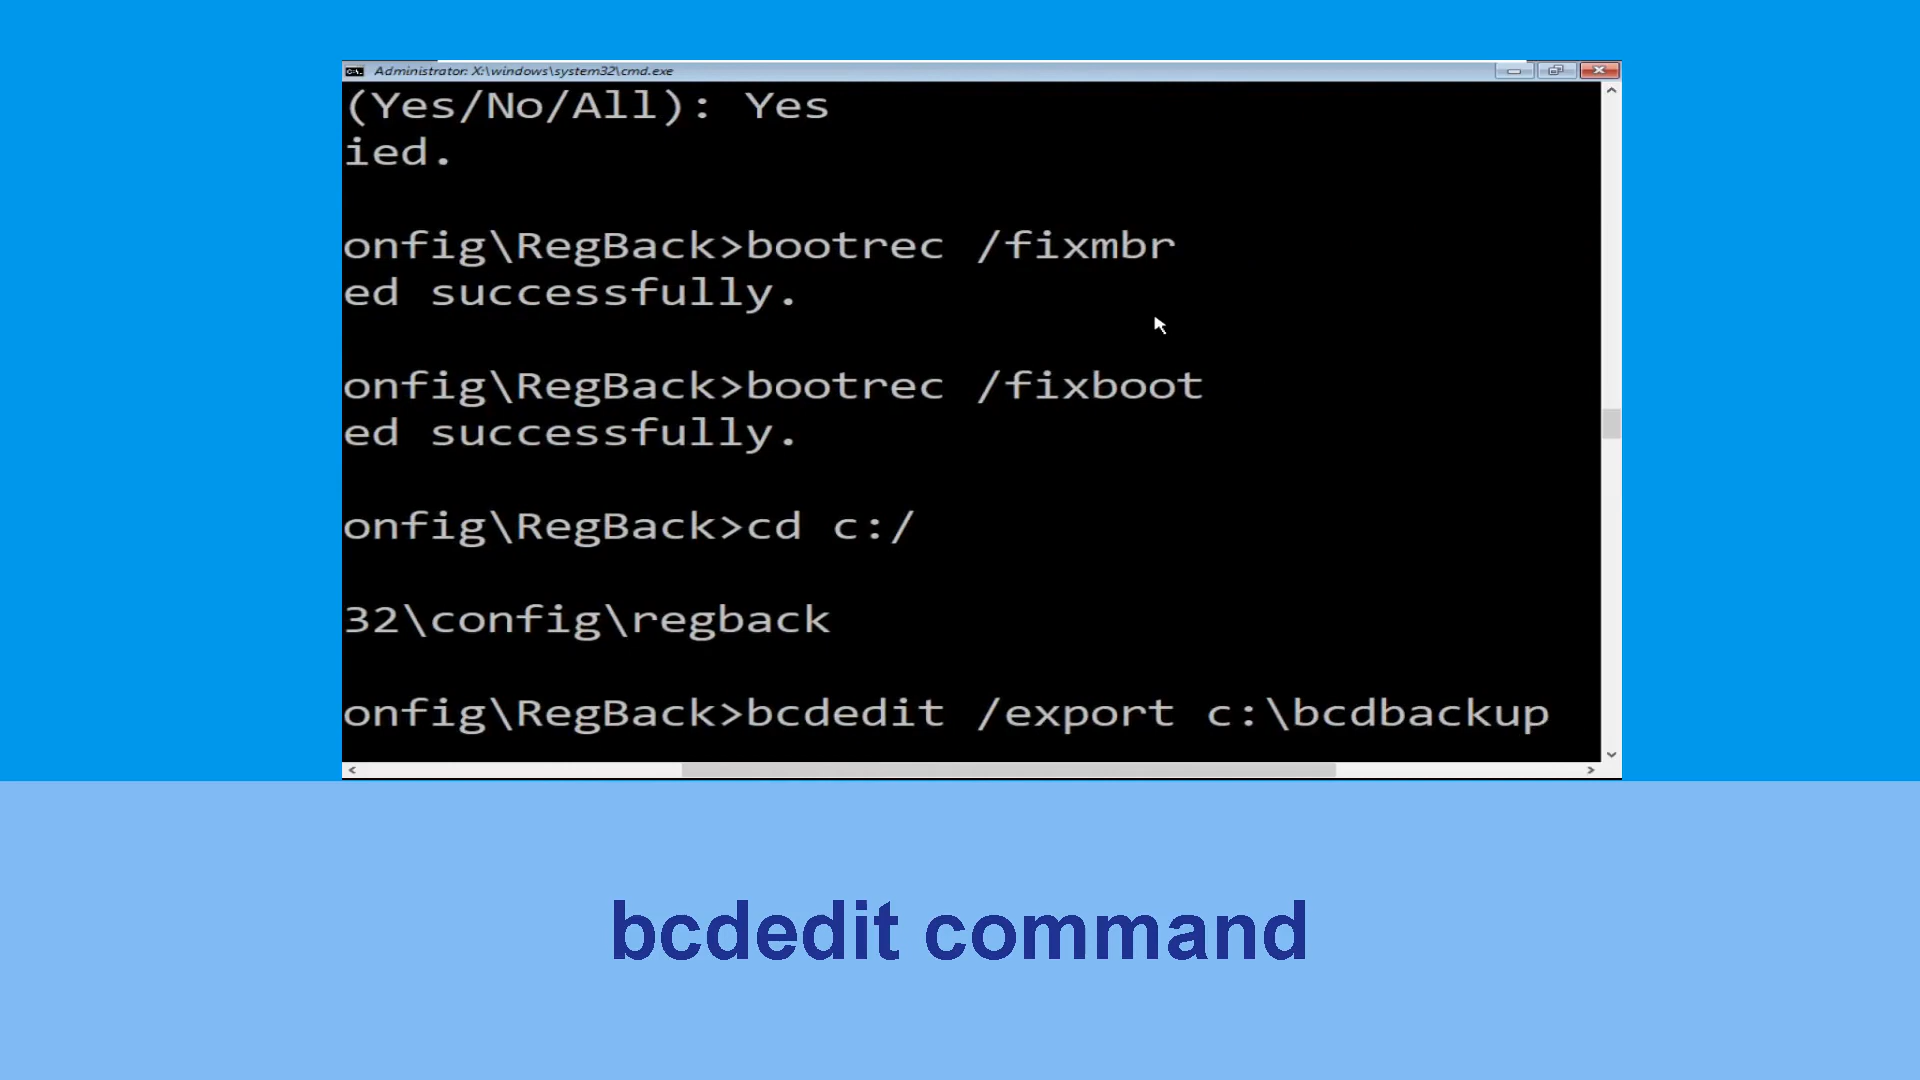 Administrator: X:\windows\system32\cmd.exe
(Yes/No/All): Yes
ied.
onfig\RegBack>bootrec /fixmbr
ed successfully.
onfig\RegBack>bootrec /fixboot
ed successfully.
onfig\RegBack>cd c:/
32\config\regback
onfig\RegBack>bcdedit /export c:\bcdbackup
bcdedit command